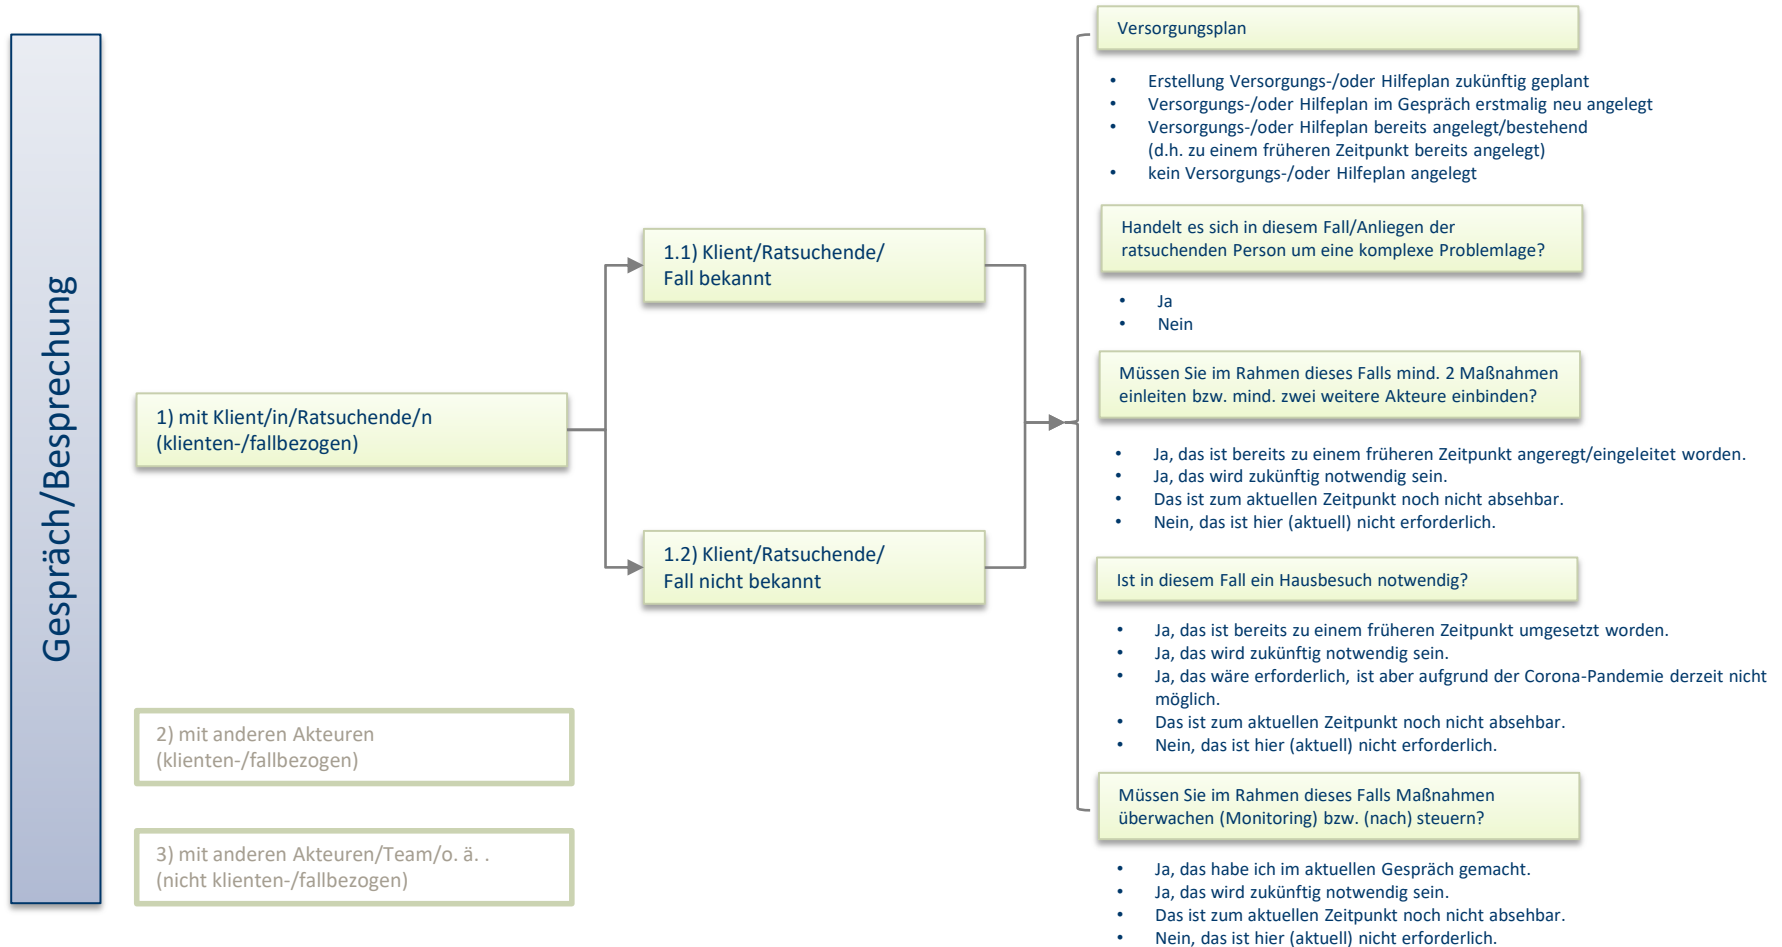 Gespräch/Besprechung
1) mit Klient/in/Ratsuchende/n
(klienten-/fallbezogen)
2) mit anderen Akteuren
(klienten-/fallbezogen)
3) mit anderen Akteuren/Team/o. ä. .
(nicht klienten-/fallbezogen)
1.1) Klient/Ratsuchende/
Fall bekannt
1.2) Klient/Ratsuchende/
Fall nicht bekannt
Versorgungsplan
• Erstellung Versorgungs-/oder Hilfeplan zukünftig geplant
• Versorgungs-/oder Hilfeplan im Gespräch erstmalig neu angelegt
• Versorgungs-/oder Hilfeplan bereits angelegt/bestehend
(d.h. zu einem früheren Zeitpunkt bereits angelegt)
• kein Versorgungs-/oder Hilfeplan angelegt
Handelt es sich in diesem Fall/Anliegen der
ratsuchenden Person um eine komplexe Problemlage?
• Ja
• Nein
Müssen Sie im Rahmen dieses Falls mind. 2 Maßnahmen
einleiten bzw. mind. zwei weitere Akteure einbinden?
• Ja, das ist bereits zu einem früheren Zeitpunkt angeregt/eingeleitet worden.
• Ja, das wird zukünftig notwendig sein.
• Das ist zum aktuellen Zeitpunkt noch nicht absehbar.
• Nein, das ist hier (aktuell) nicht erforderlich.
Ist in diesem Fall ein Hausbesuch notwendig?
• Ja, das ist bereits zu einem früheren Zeitpunkt umgesetzt worden.
• Ja, das wird zukünftig notwendig sein.
• Ja, das wäre erforderlich, ist aber aufgrund der Corona-Pandemie derzeit nicht
möglich.
• Das ist zum aktuellen Zeitpunkt noch nicht absehbar.
• Nein, das ist hier (aktuell) nicht erforderlich.
Müssen Sie im Rahmen dieses Falls Maßnahmen
überwachen (Monitoring) bzw. (nach) steuern?
• Ja, das habe ich im aktuellen Gespräch gemacht.
• Ja, das wird zukünftig notwendig sein.
• Das ist zum aktuellen Zeitpunkt noch nicht absehbar.
• Nein, das ist hier (aktuell) nicht erforderlich.